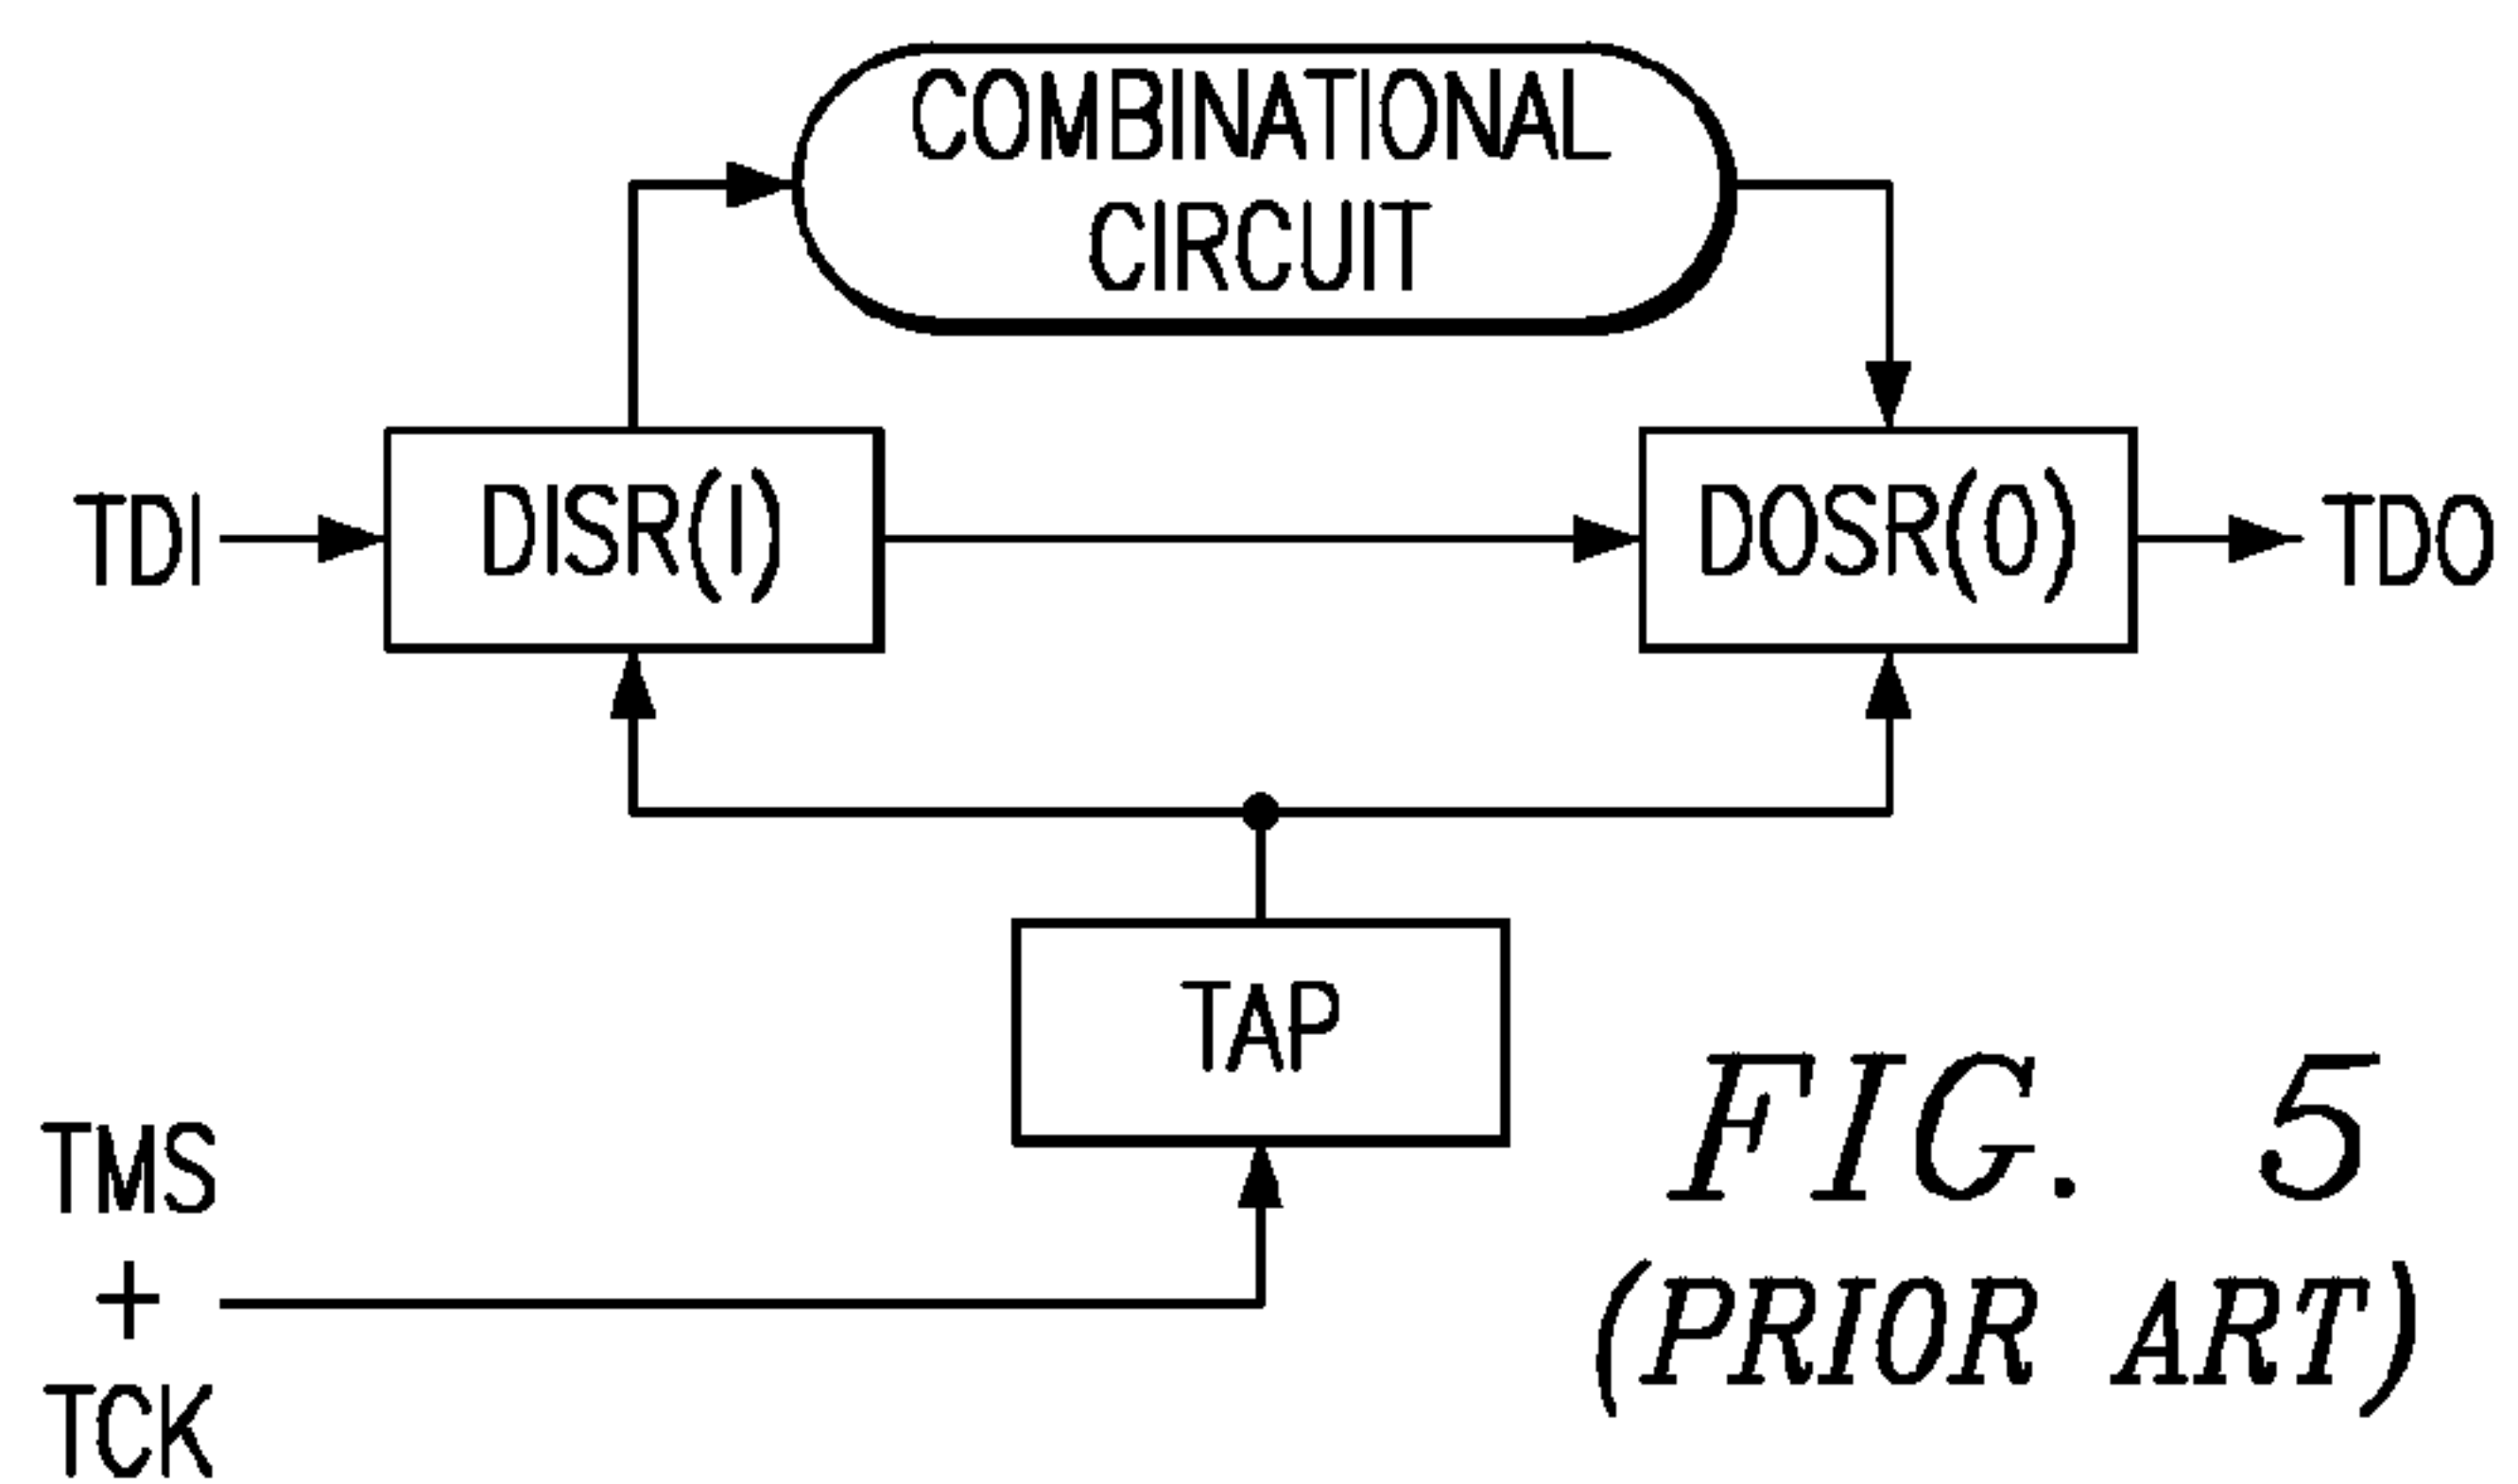 COMBINATIONAL
CIRCUIT
TDI
DISR(I)
DOSR(O)
TDO
TAP
TMS
+
TCK
FIG. 5
(PRIOR ART)